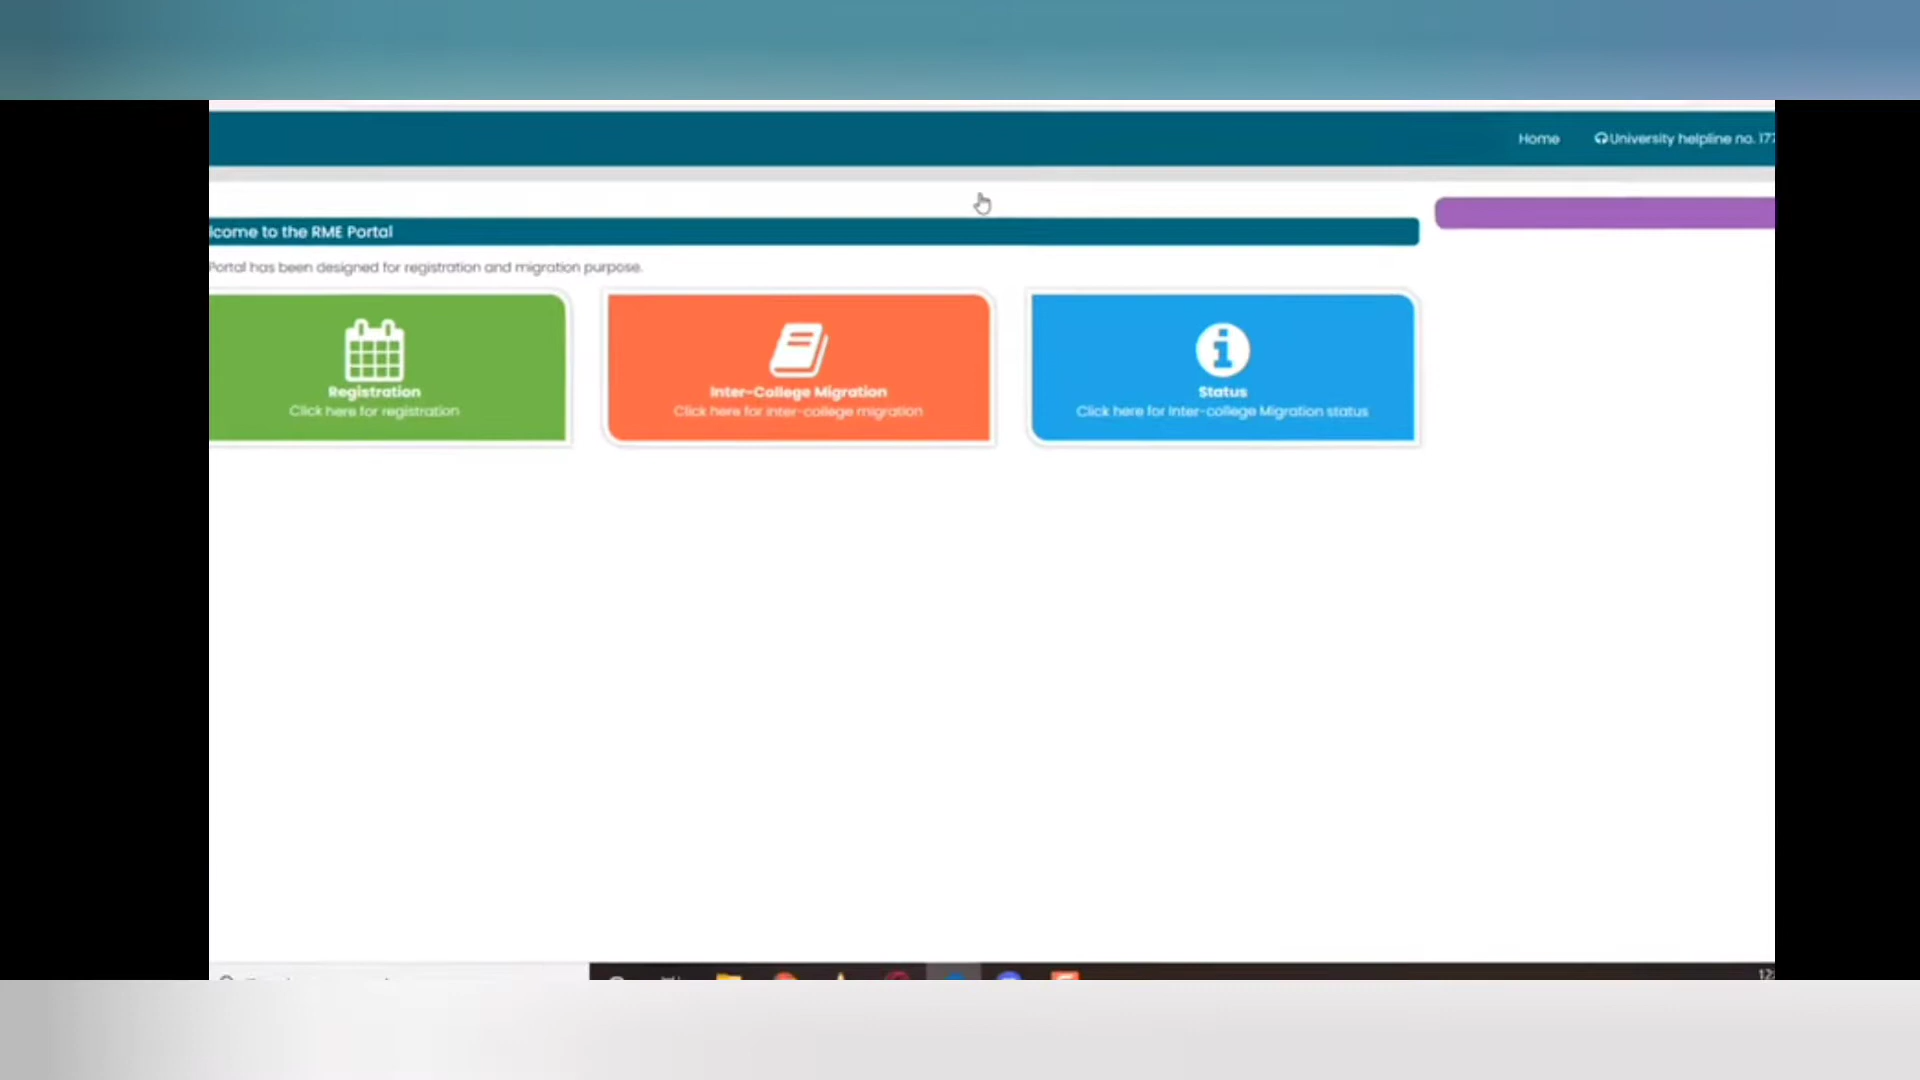 Home
University helpline no. 177
lcome to the RME Portal
Portal has been designed for registration and migration purpose.
Registration
Click here for registration
Inter-College Migration
Click here for inter-college migration
Status
Click here for Inter-college Migration status
12: